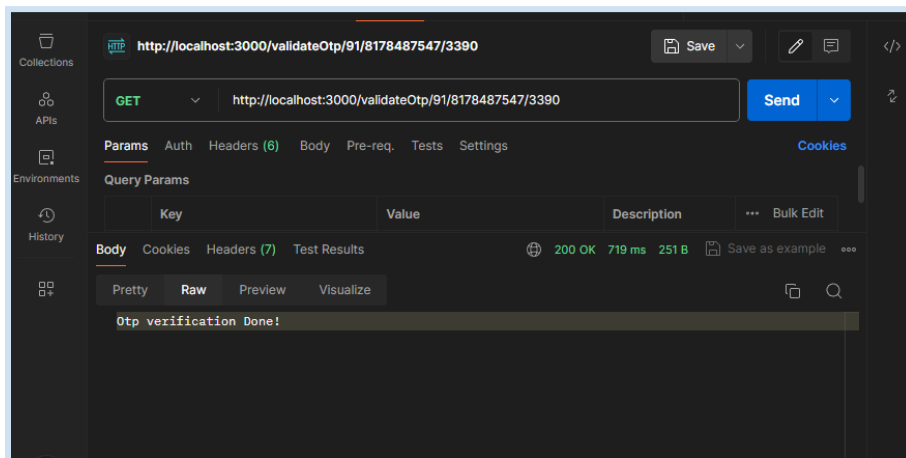 Collections
APIs
Environments
History
HTTP http://localhost:3000/validateOtp/91/8178487547/3390
Save
</>
GET http://localhost:3000/validateOtp/91/8178487547/3390
Send
Params Auth Headers (6) Body Pre-req. Tests Settings Cookies
Query Params
Key Value Description ••• Bulk Edit
Body Cookies Headers (7) Test Results 200 OK 719 ms 251 B Save as example
Pretty Raw Preview Visualize
Otp verification Done!